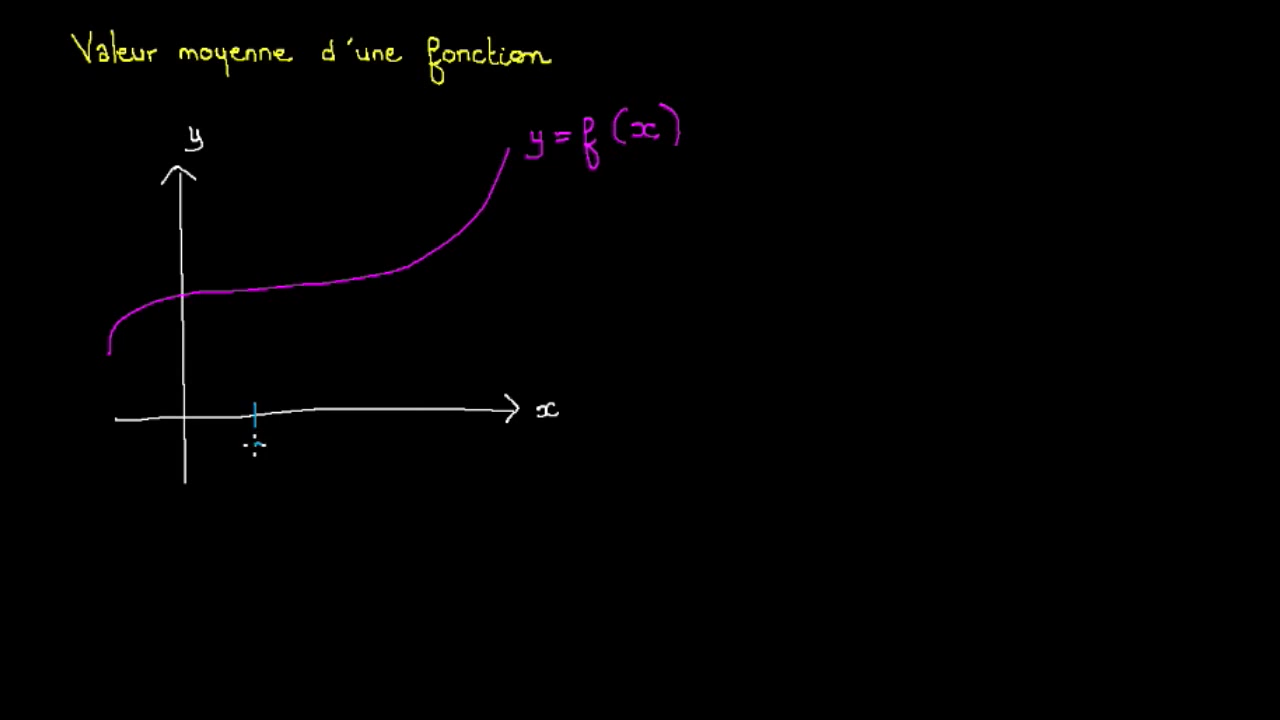 Valeur moyenne d'une fonction
y = f(x)
y
x